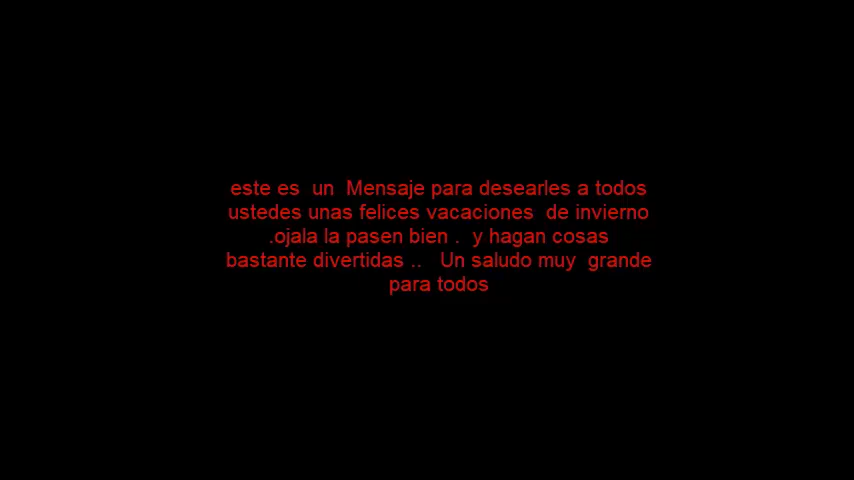 este es  un  Mensaje para desearles a todos
ustedes unas felices vacaciones  de invierno
.ojala la pasen bien .  y hagan cosas
bastante divertidas ..   Un saludo muy  grande
para todos